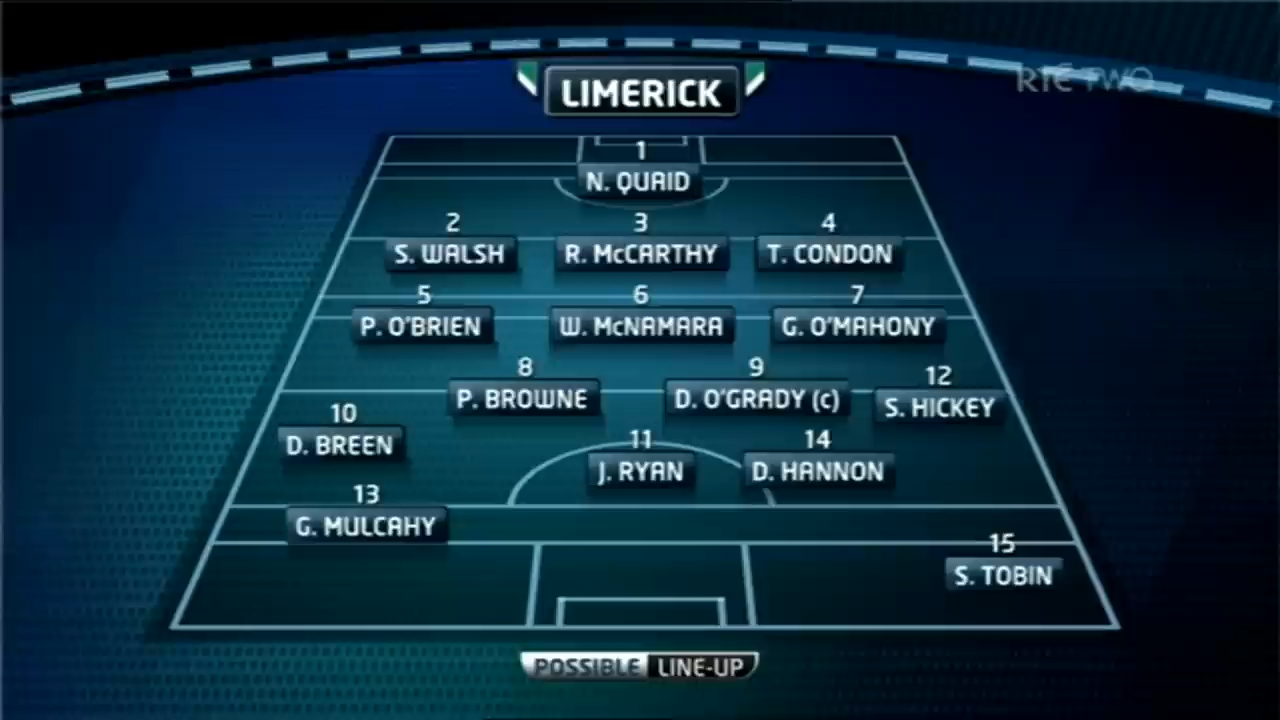 LIMERICK
RTÉ TWO
1
N. QUAID
2
S. WALSH
3
R. McCARTHY
4
T. CONDON
5
P. O'BRIEN
6
W. McNAMARA
7
G. O'MAHONY
8
P. BROWNE
9
D. O'GRADY (c)
12
S. HICKEY
10
D. BREEN
11
J. RYAN
14
D. HANNON
13
G. MULCAHY
15
S. TOBIN
POSSIBLE LINE-UP